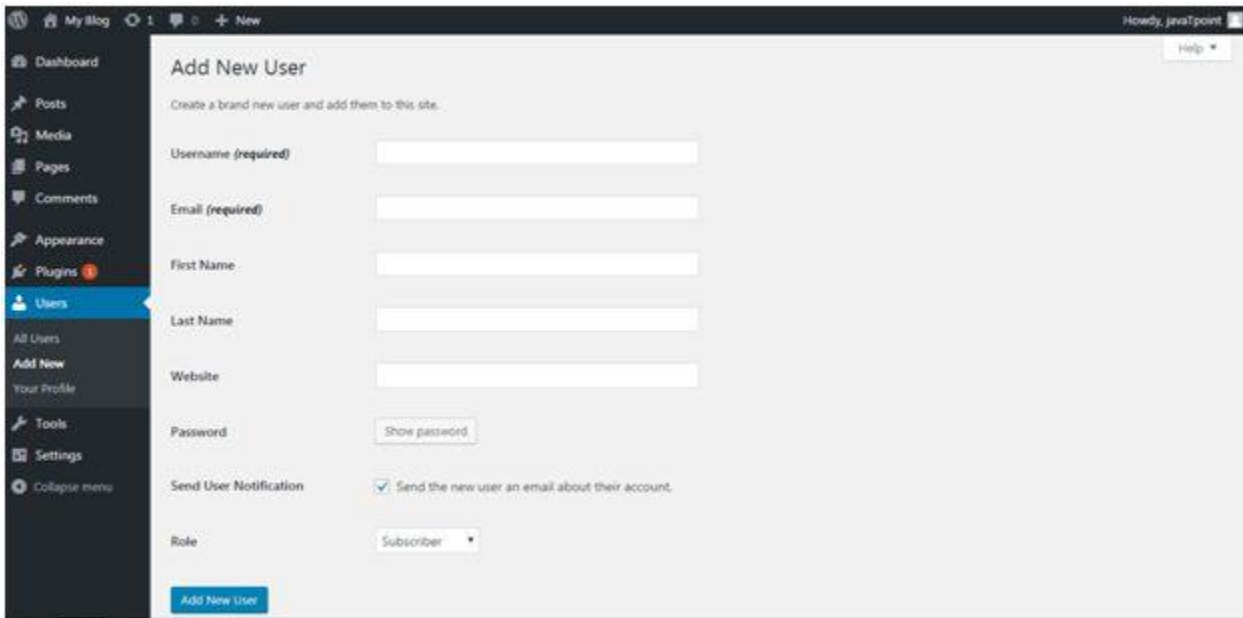 My Blog 1 0 + New
Howdy, javaTpoint
Help
Dashboard
Posts
Media
Pages
Comments
Appearance
Plugins 1
Users
All Users
Add New
Your Profile
Tools
Settings
Collapse menu
Add New User
Create a brand new user and add them to this site.
Username (required)
Email (required)
First Name
Last Name
Website
Password
Show password
Send User Notification
Send the new user an email about their account.
Role
Subscriber
Add New User